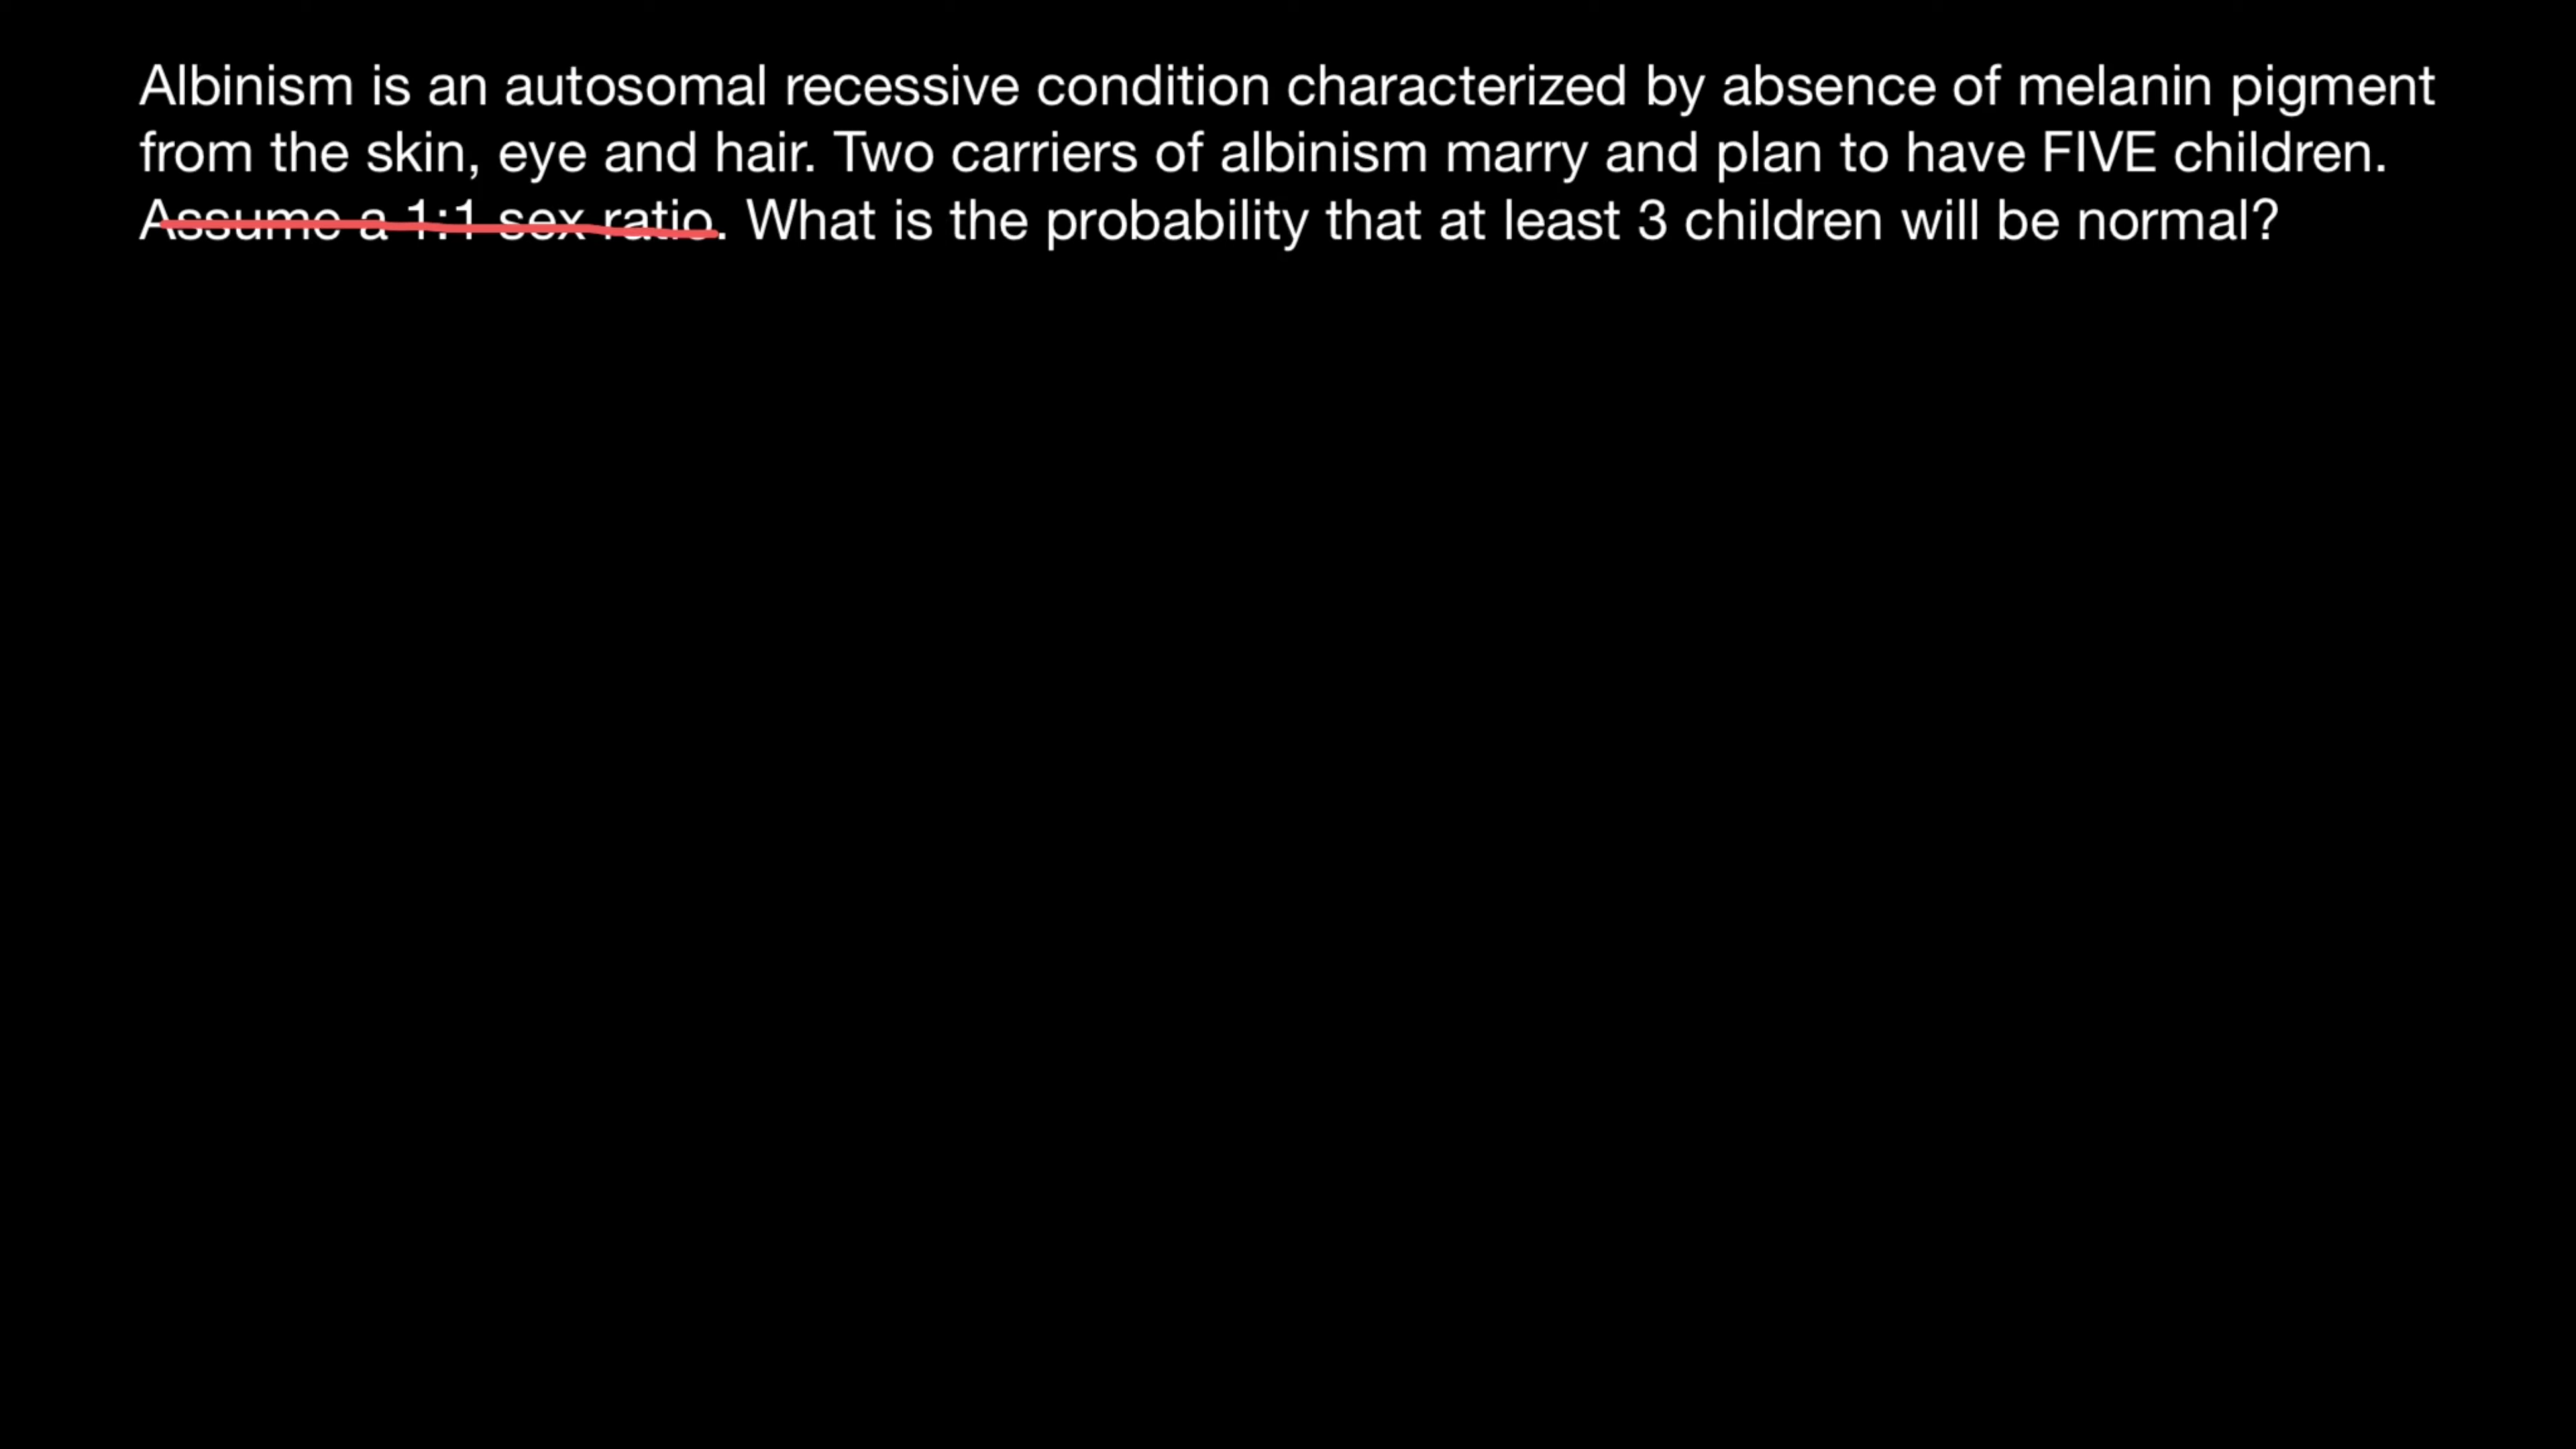 Albinism is an autosomal recessive condition characterized by absence of melanin pigment
from the skin, eye and hair. Two carriers of albinism marry and plan to have FIVE children.
Assume a 1:1 sex ratio. What is the probability that at least 3 children will be normal?